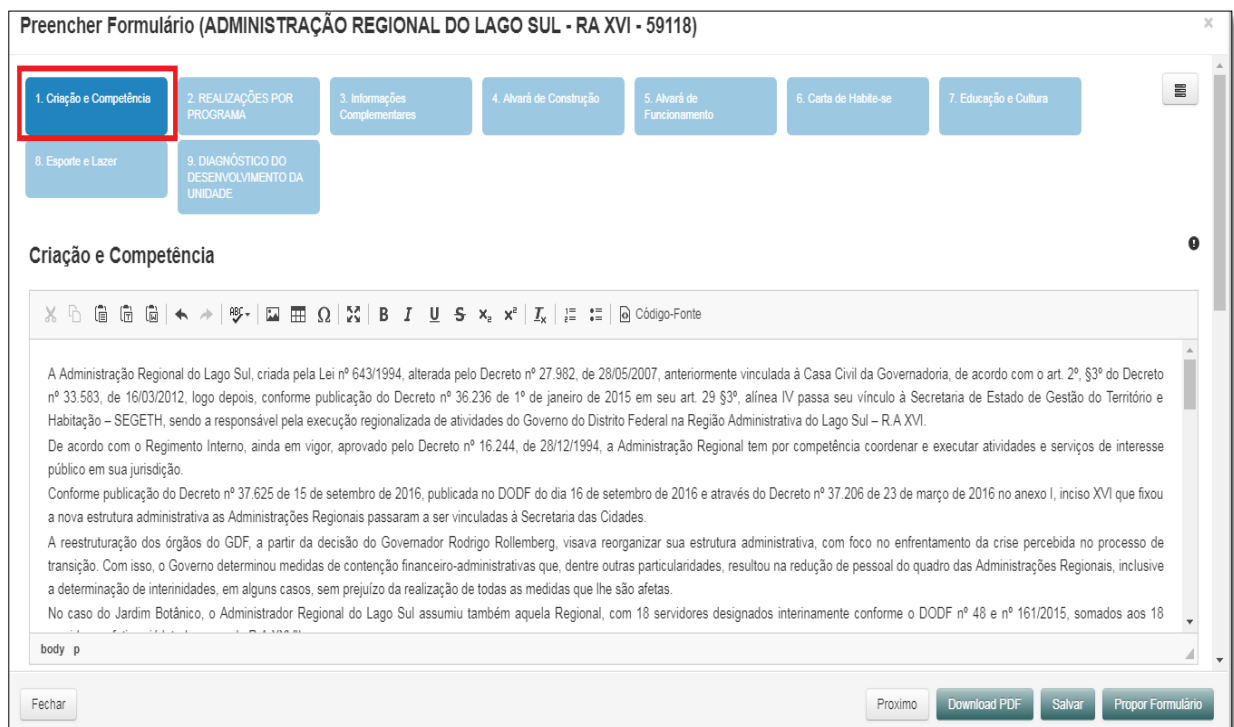 Preencher Formulário (ADMINISTRAÇÃO REGIONAL DO LAGO SUL - RA XVI - 59118)
×
1. Criação e Competência
2. REALIZAÇÕES POR
PROGRAMA
3. Informações
Complementares
4. Alvará de Construção
5. Alvará de
Funcionamento
6. Carta de Habite-se
7. Educação e Cultura
8. Esporte e Lazer
9. DIAGNÓSTICO DO
DESENVOLVIMENTO DA
UNIDADE
Criação e Competência
Código-Fonte
A Administração Regional do Lago Sul, criada pela Lei nº 643/1994, alterada pelo Decreto nº 27.982, de 28/05/2007, anteriormente vinculada à Casa Civil da Governadoria, de acordo com o art. 2º, §3º do Decreto
nº 33.583, de 16/03/2012, logo depois, conforme publicação do Decreto nº 36.236 de 1º de janeiro de 2015 em seu art. 29 §3º, alínea IV passa seu vínculo à Secretaria de Estado de Gestão do Território e
Habitação – SEGETH, sendo a responsável pela execução regionalizada de atividades do Governo do Distrito Federal na Região Administrativa do Lago Sul – R.A XVI.
De acordo com o Regimento Interno, ainda em vigor, aprovado pelo Decreto nº 16.244, de 28/12/1994, a Administração Regional tem por competência coordenar e executar atividades e serviços de interesse
público em sua jurisdição.
Conforme publicação do Decreto nº 37.625 de 15 de setembro de 2016, publicada no DODF do dia 16 de setembro de 2016 e através do Decreto nº 37.206 de 23 de março de 2016 no anexo I, inciso XVI que fixou
a nova estrutura administrativa as Administrações Regionais passaram a ser vinculadas à Secretaria das Cidades.
A reestruturação dos órgãos do GDF, a partir da decisão do Governador Rodrigo Rollemberg, visava reorganizar sua estrutura administrativa, com foco no enfrentamento da crise percebida no processo de
transição. Com isso, o Governo determinou medidas de contenção financeiro-administrativas que, dentre outras particularidades, resultou na redução de pessoal do quadro das Administrações Regionais, inclusive
a determinação de interinidades, em alguns casos, sem prejuízo da realização de todas as medidas que lhe são afetas.
No caso do Jardim Botânico, o Administrador Regional do Lago Sul assumiu também aquela Regional, com 18 servidores designados interinamente conforme o DODF nº 48 e nº 161/2015, somados aos 18
body p
Fechar
Proximo
Download PDF
Salvar
Propor Formulário